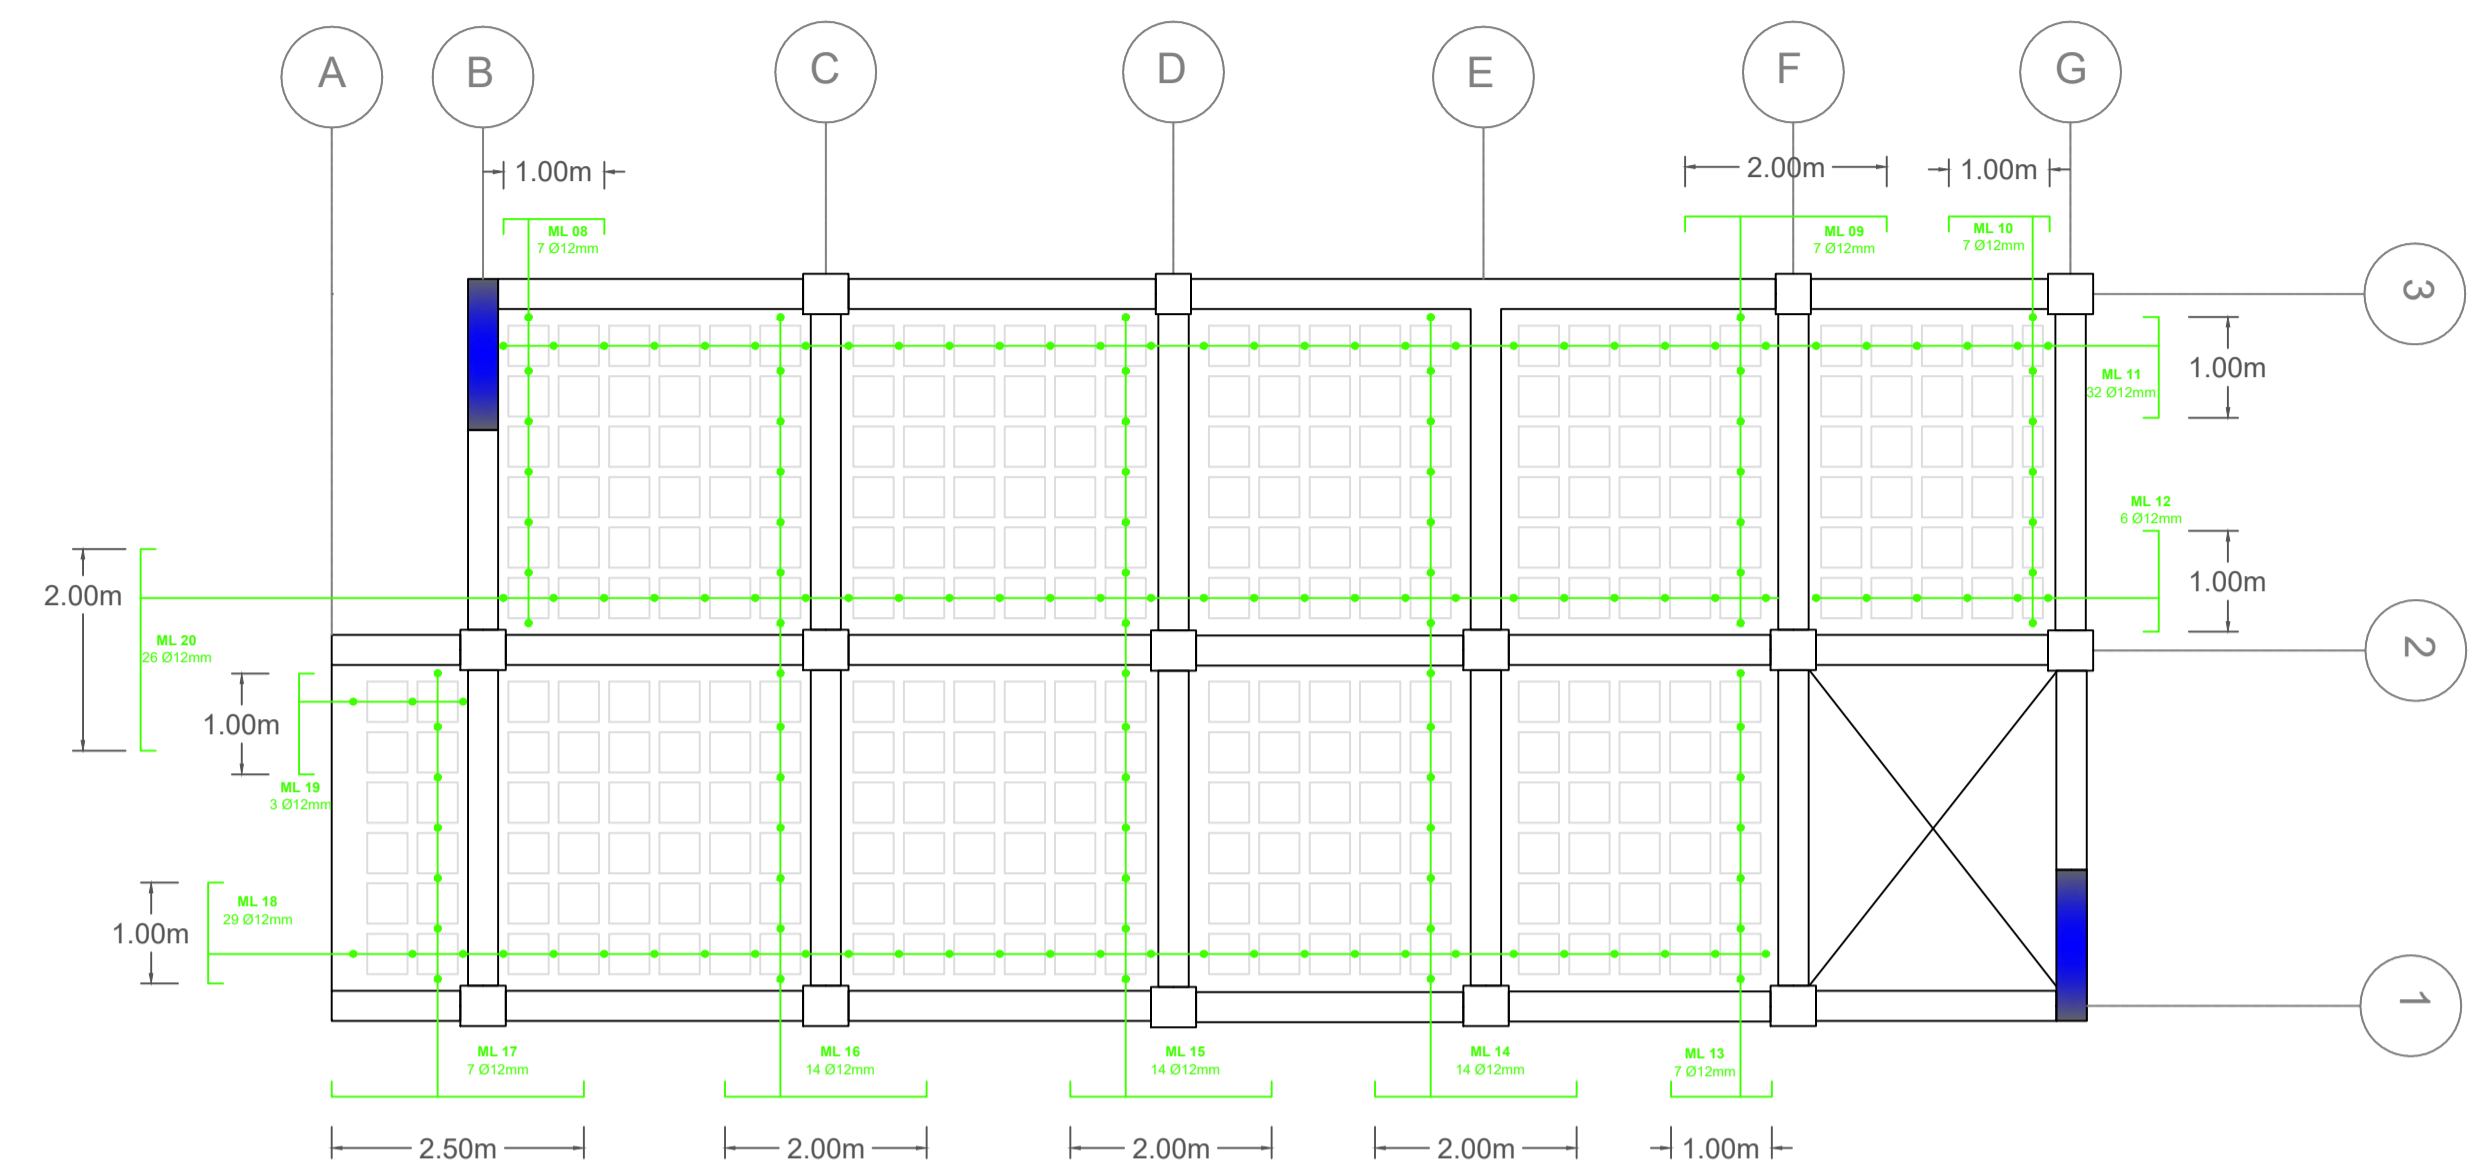 A
B
C
D
E
F
G
1.00m
2.00m
1.00m
ML 08
7 Ø12mm
ML 09
7 Ø12mm
ML 10
7 Ø12mm
3
1.00m
ML 11
32 Ø12mm
ML 12
6 Ø12mm
1.00m
2.00m
ML 20
26 Ø12mm
2
1.00m
ML 19
3 Ø12mm
ML 18
29 Ø12mm
1.00m
1
ML 17
7 Ø12mm
ML 16
14 Ø12mm
ML 15
14 Ø12mm
ML 14
14 Ø12mm
ML 13
7 Ø12mm
2.50m
2.00m
2.00m
2.00m
1.00m